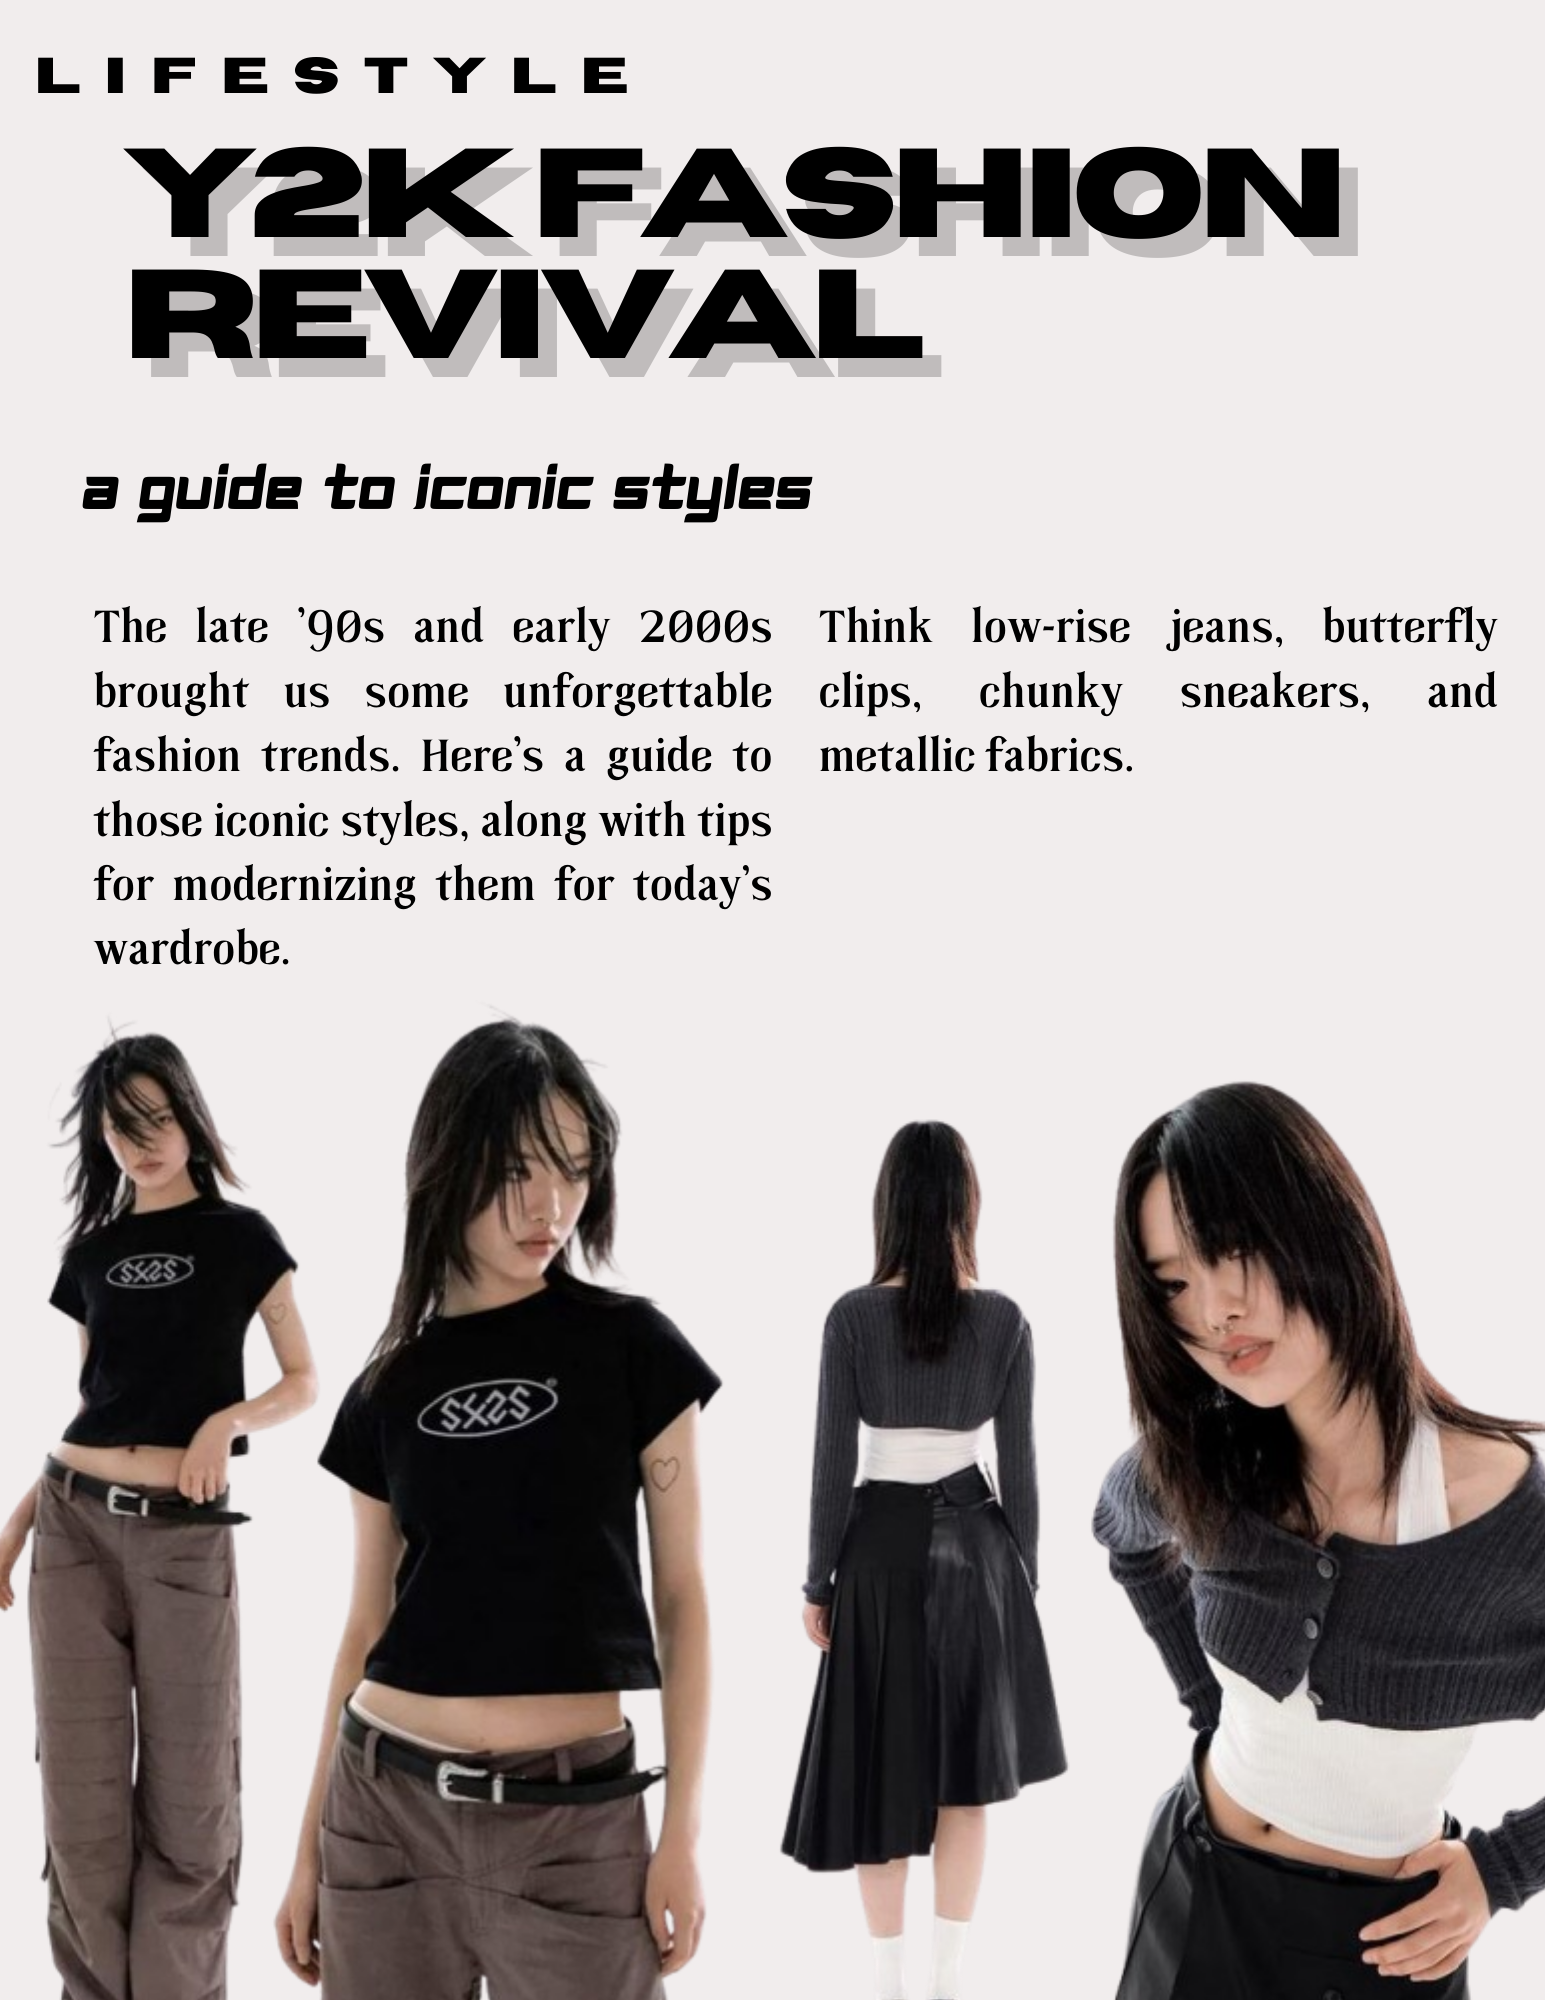 LIFESTYLE
Y2K FASHION
REVIVAL
a guide to iconic styles
The late ’90s and early 2000s
brought us some unforgettable
fashion trends. Here’s a guide to
those iconic styles, along with tips
for modernizing them for today’s
wardrobe.
Think low-rise jeans, butterfly
clips, chunky sneakers, and
metallic fabrics.